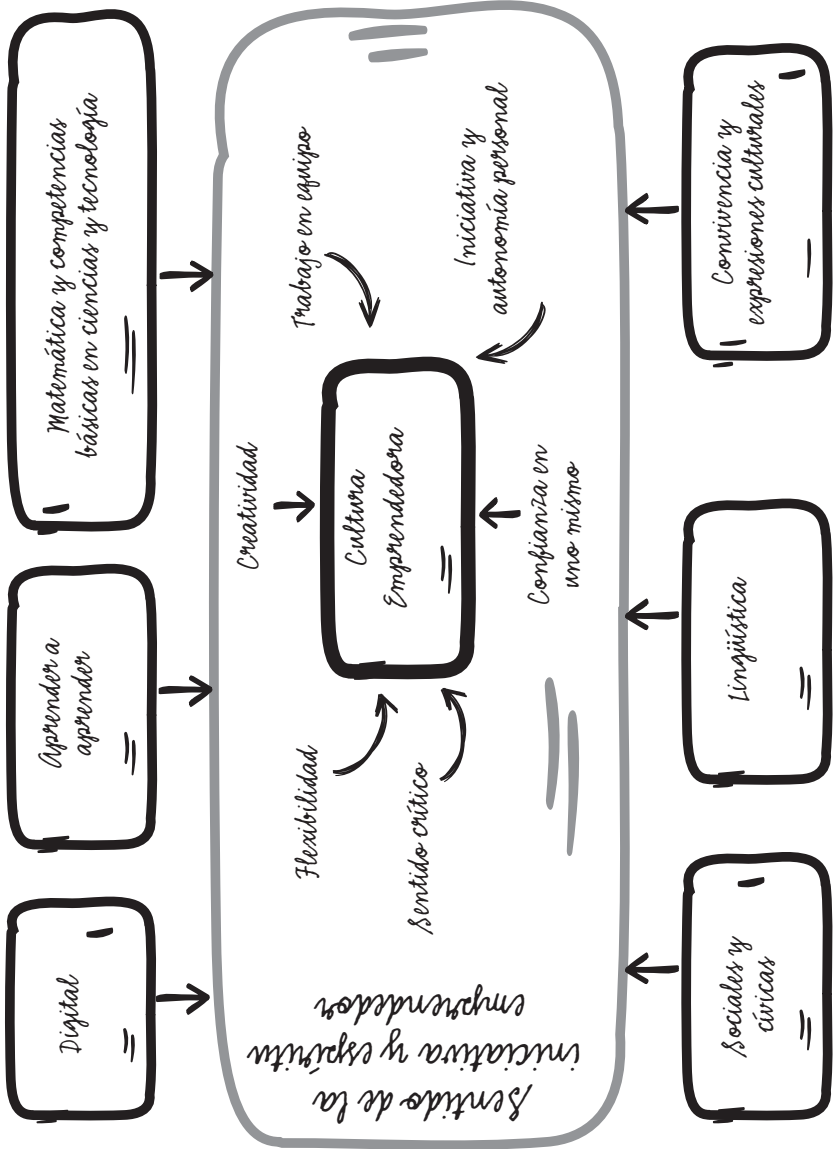 Digital
Aprender a
aprender
Matemática y competencias
básicas en ciencias y tecnología
Sentido de la
iniciativa y espíritu
emprendedor
Flexibilidad
Creatividad
Trabajo en equipo
Cultura
Emprendedora
Sentido crítico
Confianza en
uno mismo
Iniciativa y
autonomía personal
Sociales y
cívicas
Lingüística
Convivencia y
expresiones culturales